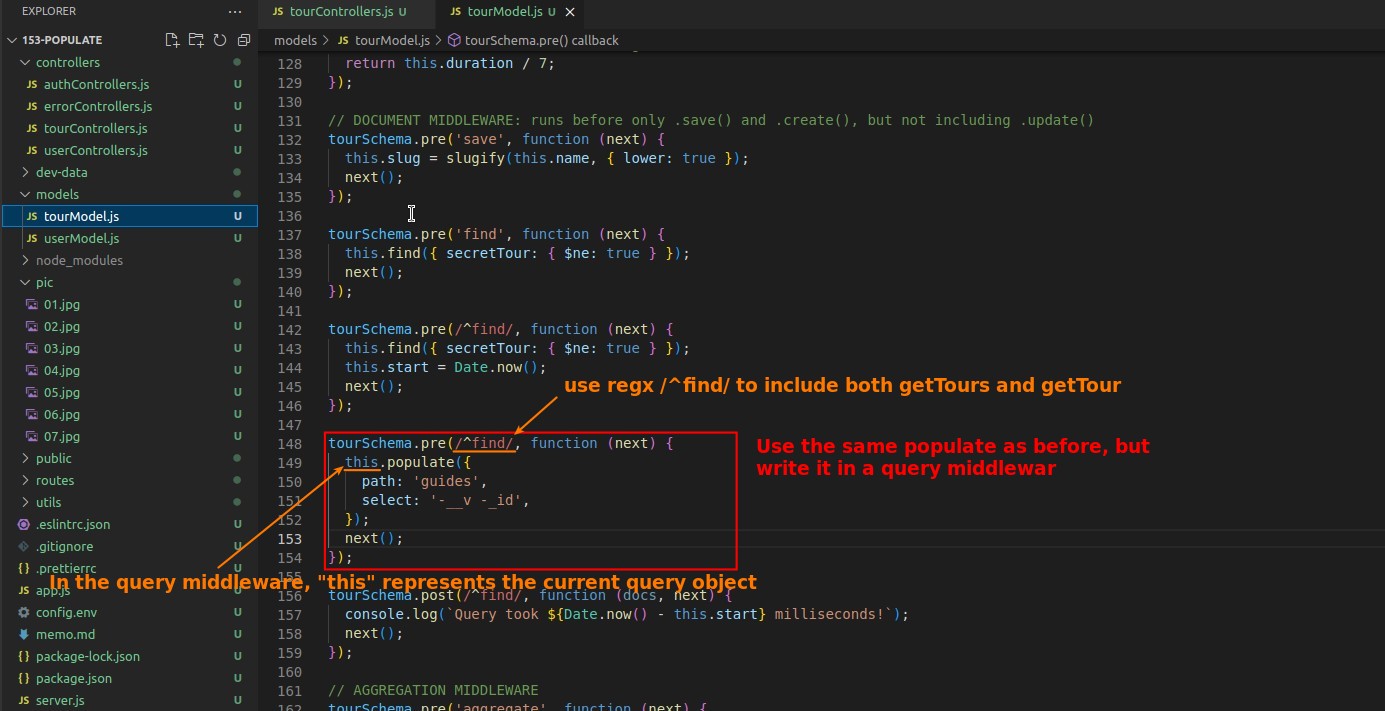 EXPLORER ...
153-POPULATE
controllers
JS authControllers.js U
JS errorControllers.js U
JS tourControllers.js U
JS userControllers.js U
dev-data
models
JS tourModel.js U
JS userModel.js U
node_modules
pic
01.jpg U
02.jpg U
03.jpg U
04.jpg U
05.jpg U
06.jpg U
07.jpg U
public
routes
utils
.eslintrc.json U
.gitignore U
{} .prettierrc U
JS app.js U
config.env U
memo.md U
{} package-lock.json U
{} package.json U
JS server.js U
JS tourControllers.js U
JS tourModel.js U
models > JS tourModel.js > tourSchema.pre() callback
128 return this.duration / 7;
129 });
130
131 // DOCUMENT MIDDLEWARE: runs before only .save() and .create(), but not including .update()
132 tourSchema.pre('save', function (next) {
133 this.slug = slugify(this.name, { lower: true });
134 next();
135 });
136
137 tourSchema.pre('find', function (next) {
138 this.find({ secretTour: { $ne: true } });
139 next();
140 });
141
142 tourSchema.pre(/^find/, function (next) {
143 this.find({ secretTour: { $ne: true } });
144 this.start = Date.now();
145 next();
146 });
use regx /^find/ to include both getTours and getTour
147
148 tourSchema.pre(/^find/, function (next) {
149 this.populate({
150 path: 'guides',
151 select: '-__v -_id',
152 });
153 next();
154 });
Use the same populate as before, but
write it in a query middlewar
155
In the query middleware, "this" represents the current query object
156 tourSchema.post(/^find/, function (docs, next) {
157 console.log(`Query took ${Date.now() - this.start} milliseconds!`);
158 next();
159 });
160
161 // AGGREGATION MIDDLEWARE
162 tourSchema.pre('aggregate', function (next) {